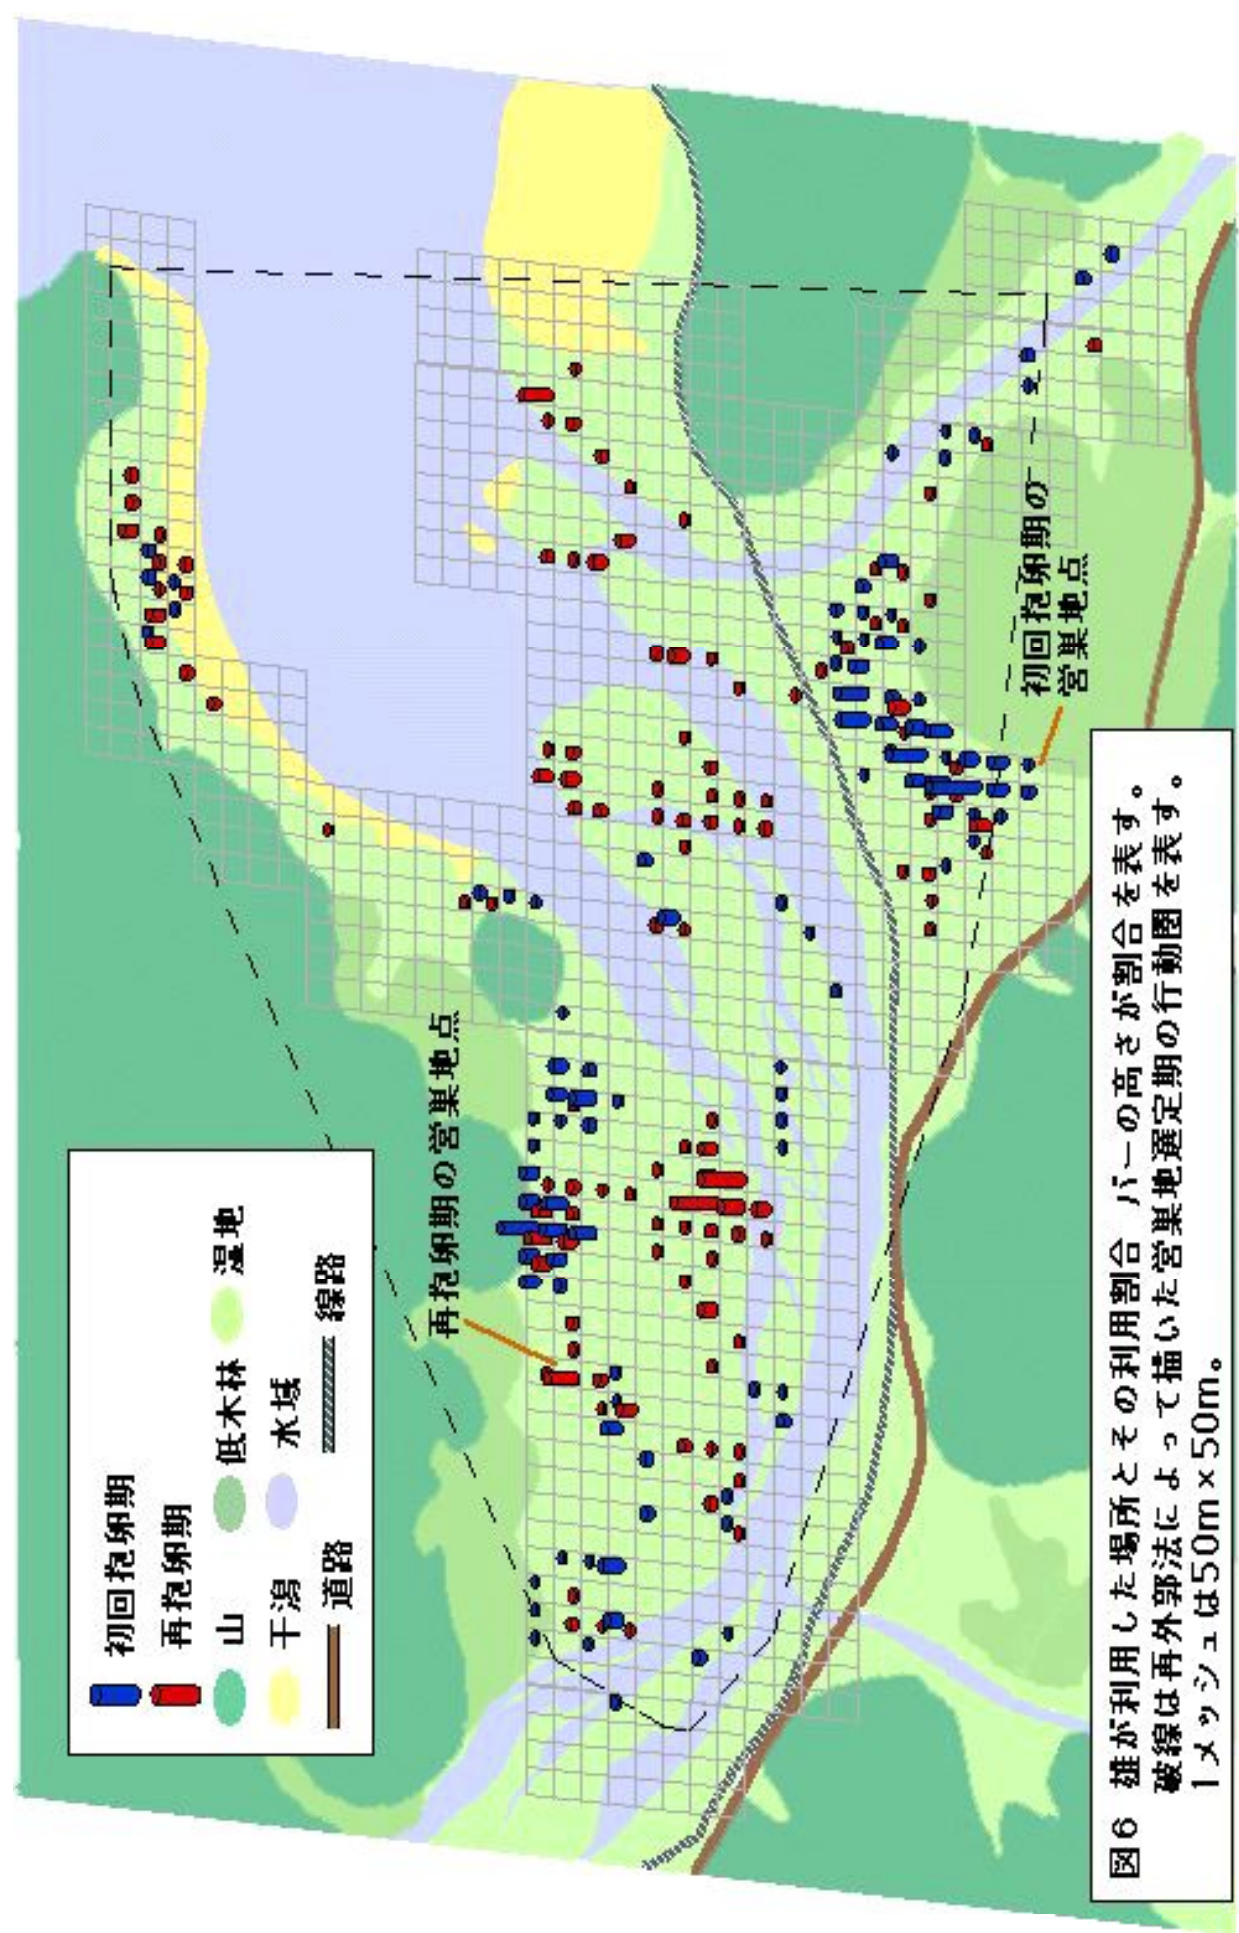 初回抱卵期
再抱卵期
山
低木林
湿地
干潟
水域
道路
線路
再抱卵期の営巣地点
初回抱卵期の
営巣地点
図6 雄が利用した場所とその利用割合 バーの高さが割合を表す。
破線は再外郭法によって描いた営巣地選定期の行動圏を表す。
1メッシュは50m×50m。